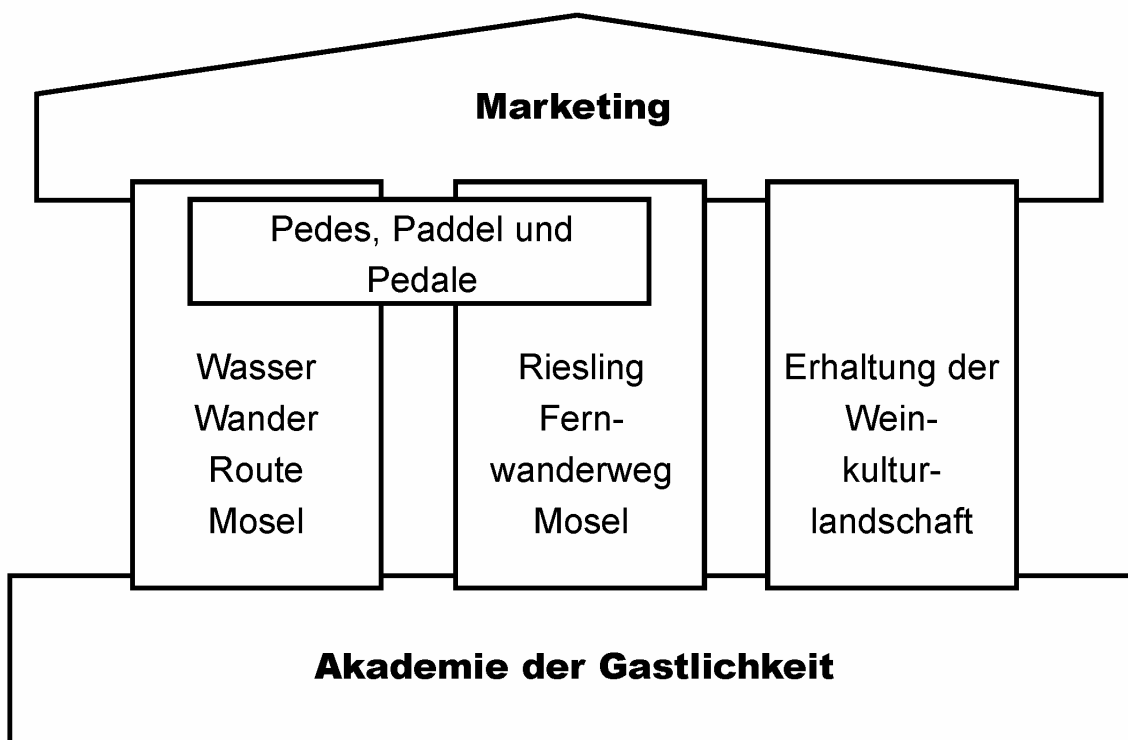 Marketing
Pedes, Paddel und
Pedale
Wasser
Wander
Route
Mosel
Riesling
Fern-
wanderweg
Mosel
Erhaltung der
Wein-
kultur-
landschaft
Akademie der Gastlichkeit